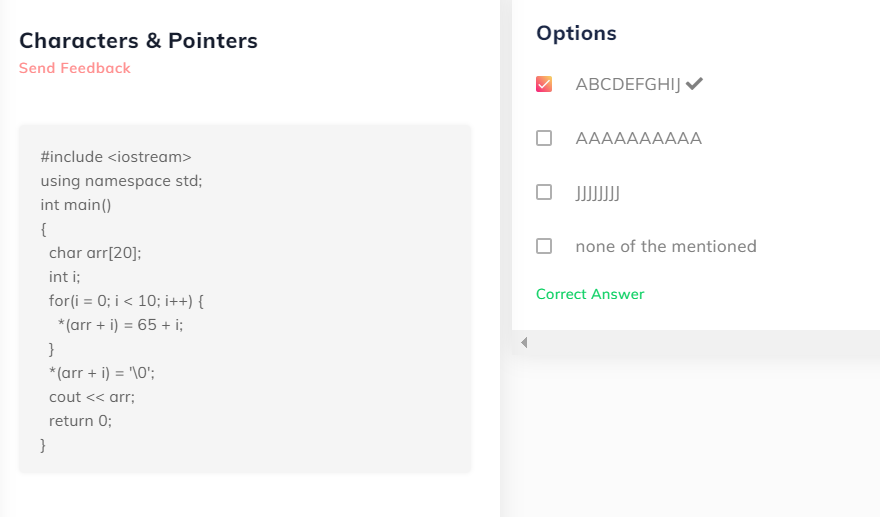 Characters & Pointers
Send Feedback
#include <iostream>
using namespace std;
int main()
{
  char arr[20];
  int i;
  for(i = 0; i < 10; i++) {
    *(arr + i) = 65 + i;
  }
  *(arr + i) = '\0';
  cout << arr;
  return 0;
}
Options
ABCDEFGHIJ
AAAAAAAAAA
JJJJJJJJ
none of the mentioned
Correct Answer